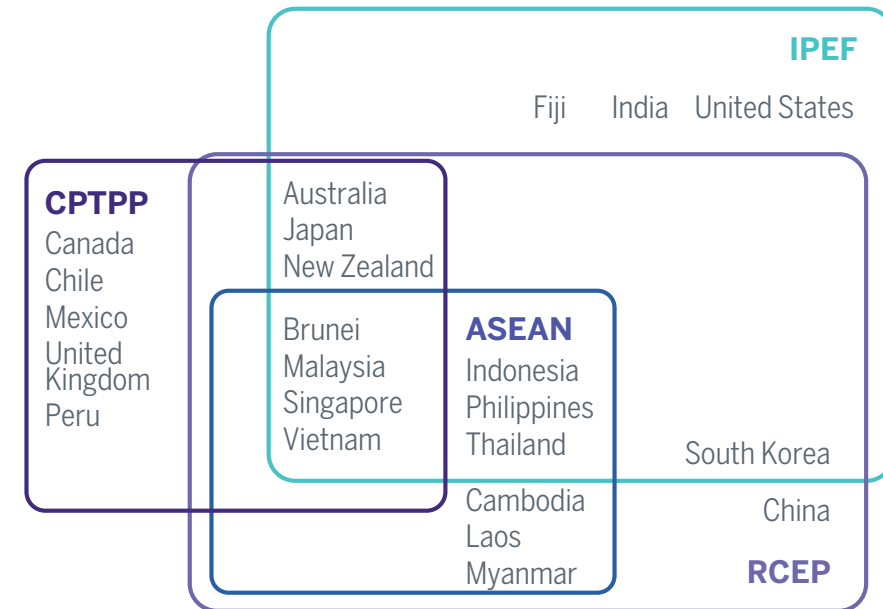 IPEF
Fiji India United States
CPTPP
Canada
Chile
Mexico
United
Kingdom
Peru
Australia
Japan
New Zealand
Brunei
Malaysia
Singapore
Vietnam
ASEAN
Indonesia
Philippines
Thailand
Cambodia
Laos
Myanmar
South Korea
China
RCEP